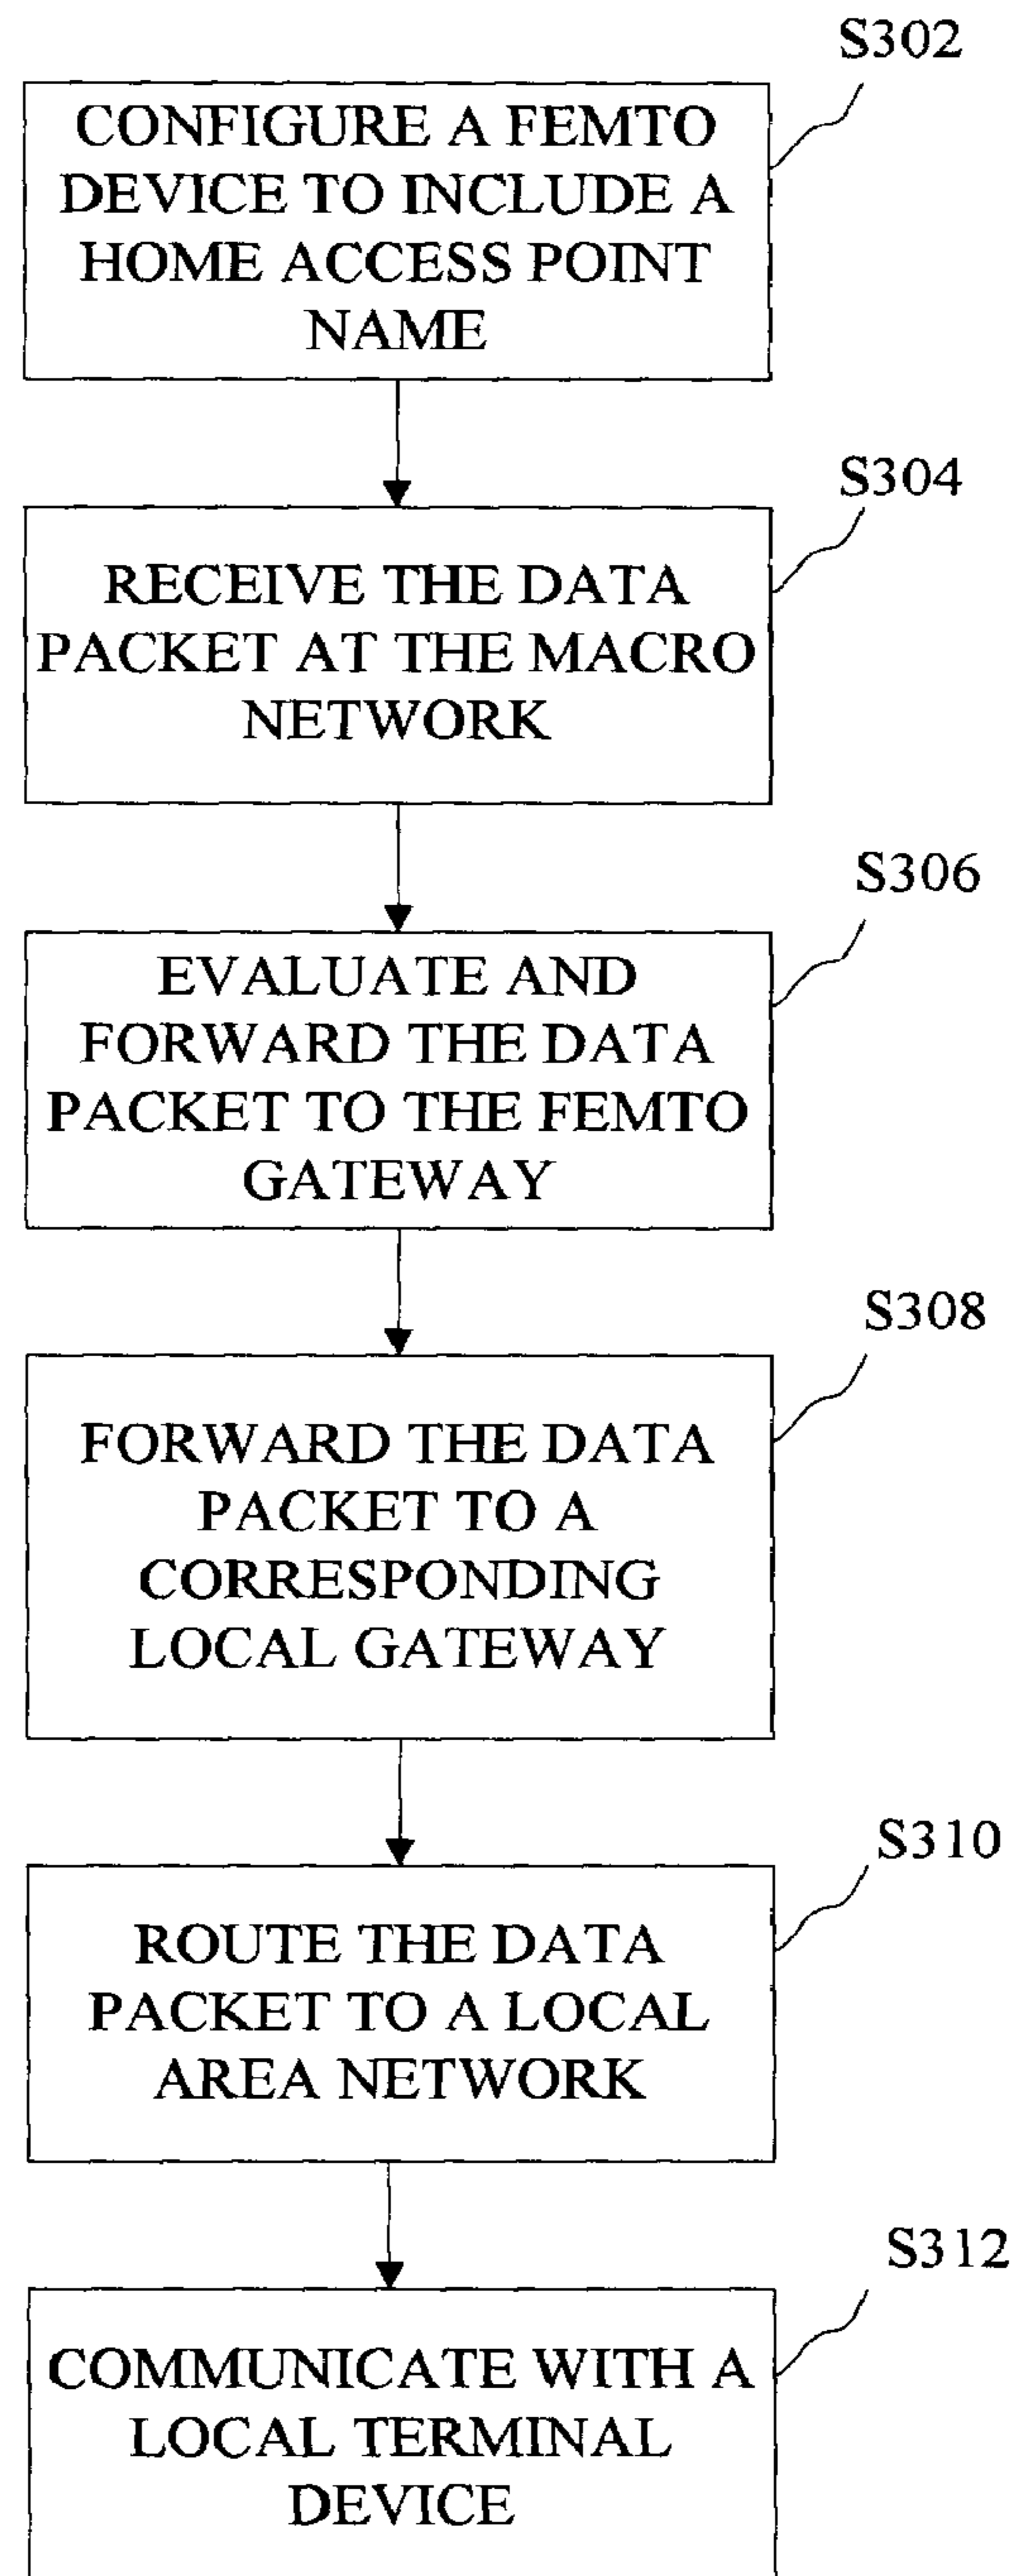 S302
CONFIGURE A FEMTO
DEVICE TO INCLUDE A
HOME ACCESS POINT
NAME
S304
RECEIVE THE DATA
PACKET AT THE MACRO
NETWORK
S306
EVALUATE AND
FORWARD THE DATA
PACKET TO THE FEMTO
GATEWAY
S308
FORWARD THE DATA
PACKET TO A
CORRESPONDING
LOCAL GATEWAY
S310
ROUTE THE DATA
PACKET TO A LOCAL
AREA NETWORK
S312
COMMUNICATE WITH A
LOCAL TERMINAL
DEVICE